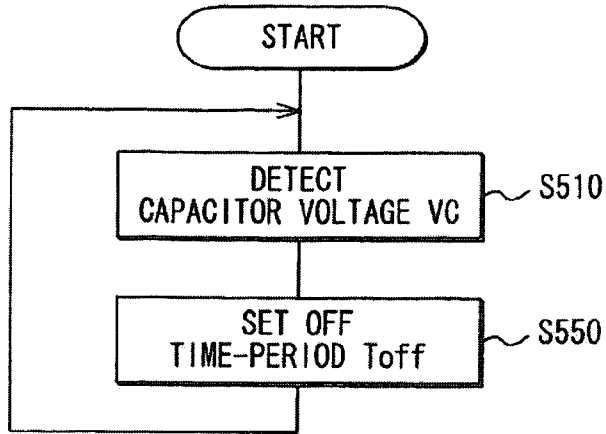 START
DETECT
CAPACITOR VOLTAGE VC
S510
SET OFF
TIME-PERIOD Toff
S550